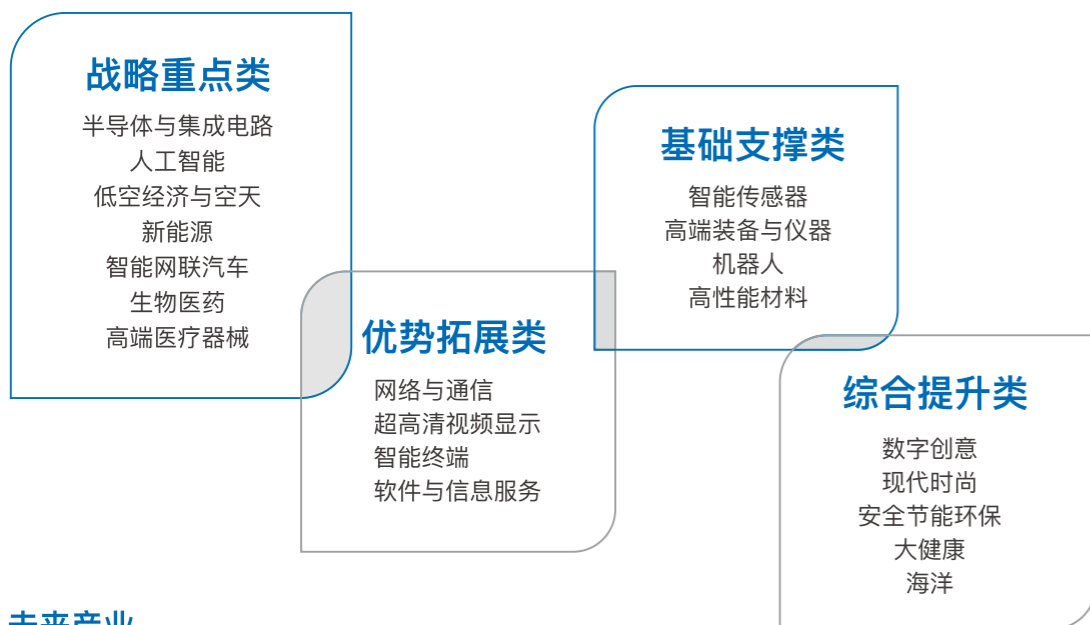 战略重点类
半导体与集成电路
人工智能
低空经济与空天
新能源
智能网联汽车
生物医药
高端医疗器械
优势拓展类
网络与通信
超高清视频显示
智能终端
软件与信息服务
基础支撑类
智能传感器
高端装备与仪器
机器人
高性能材料
综合提升类
数字创意
现代时尚
安全节能环保
大健康
海洋
未来产业